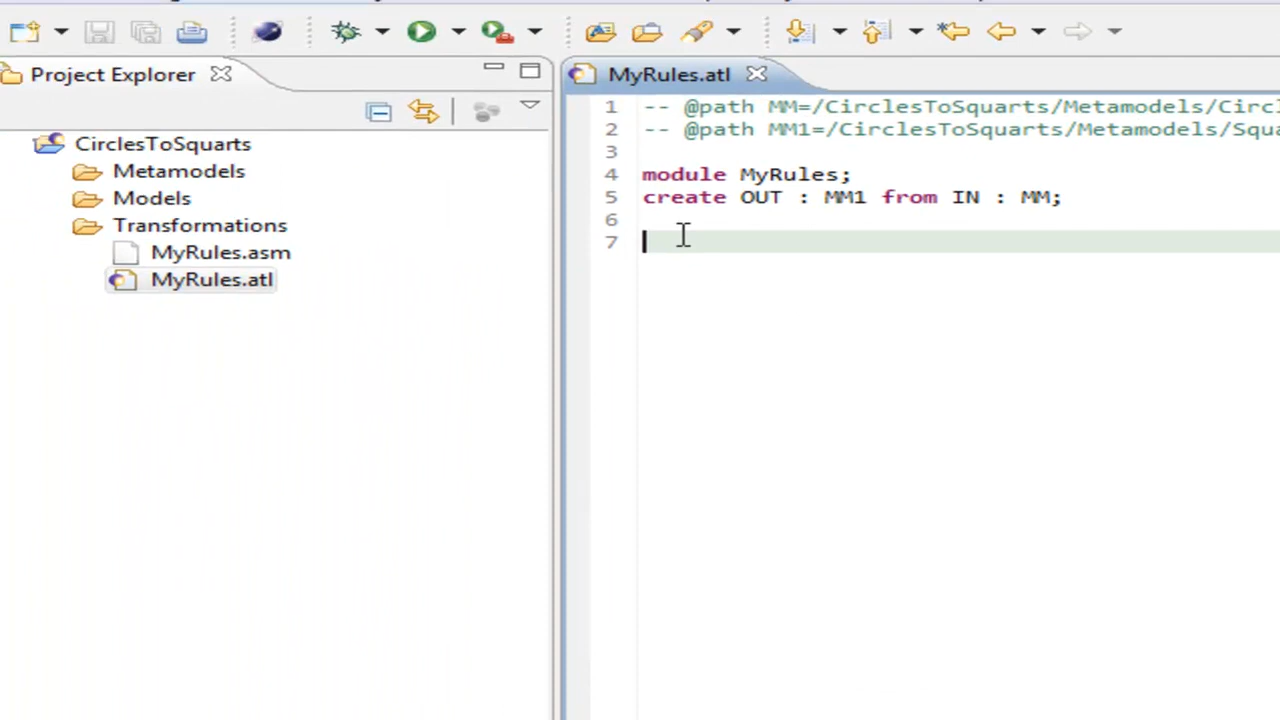 Project Explorer
CirclesToSquarts
Metamodels
Models
Transformations
MyRules.asm
MyRules.atl
MyRules.atl
1 -- @path MM=/CirclesToSquarts/Metamodels/Circl
2 -- @path MM1=/CirclesToSquarts/Metamodels/Squa
3
4 module MyRules;
5 create OUT : MM1 from IN : MM;
6
7